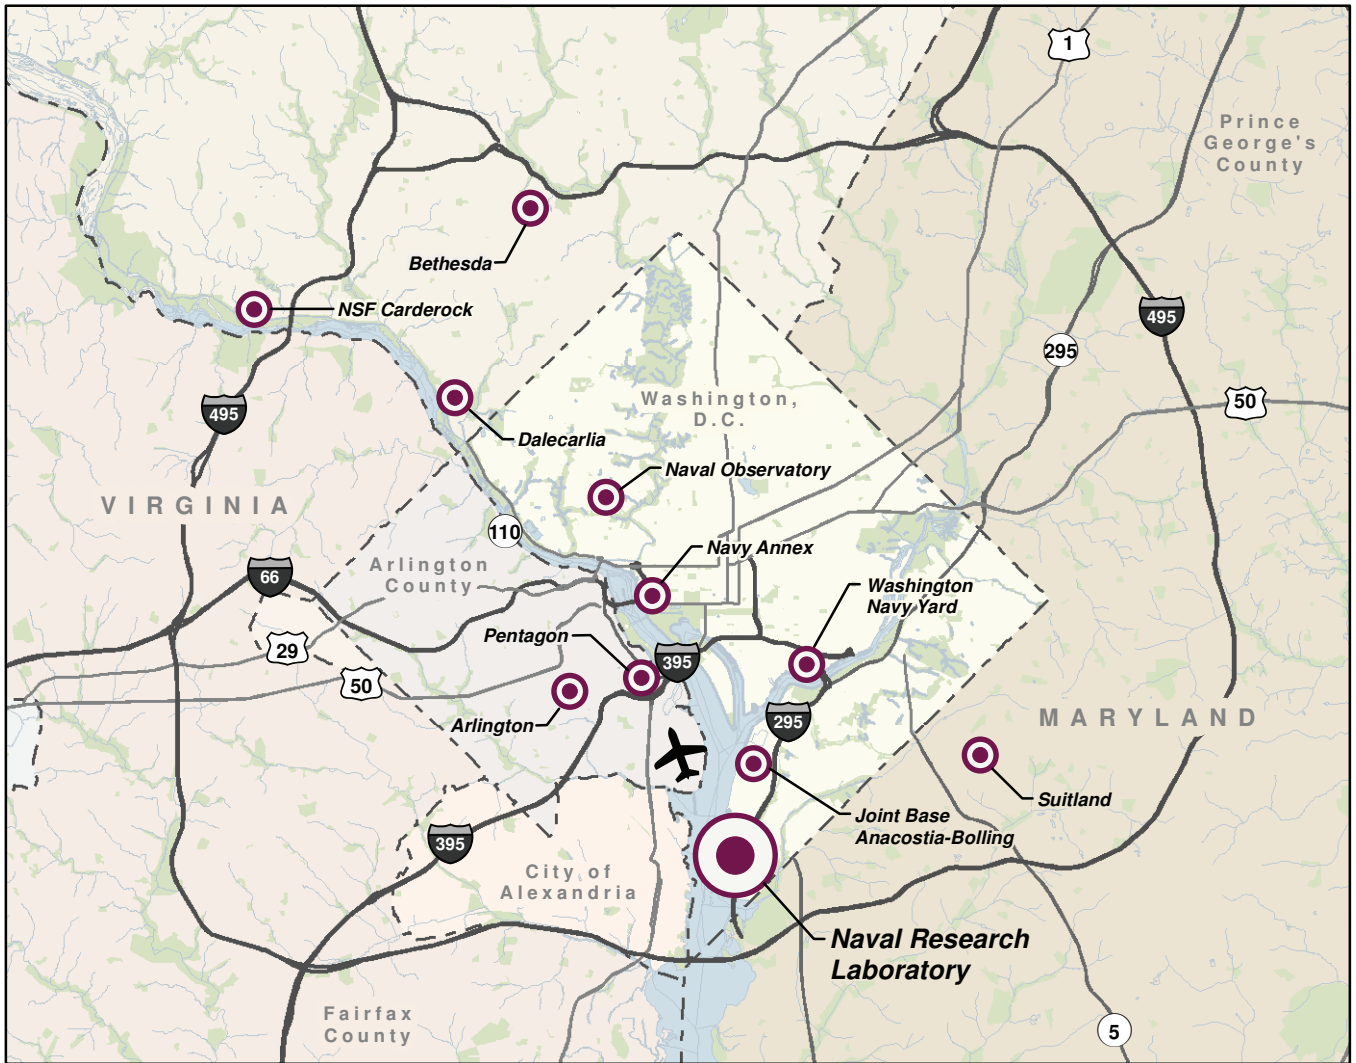 1
Prince
George's
County
Bethesda
NSF Carderock
495
295
495
50
Washington,
D.C.
Dalecarlia
Naval Observatory
VIRGINIA
110
Navy Annex
Arlington
County
66
Washington
Navy Yard
Pentagon
29
395
50
Arlington
295
MARYLAND
Suitland
Joint Base
Anacostia-Bolling
395
City of
Alexandria
Naval Research
Laboratory
Fairfax
County
5